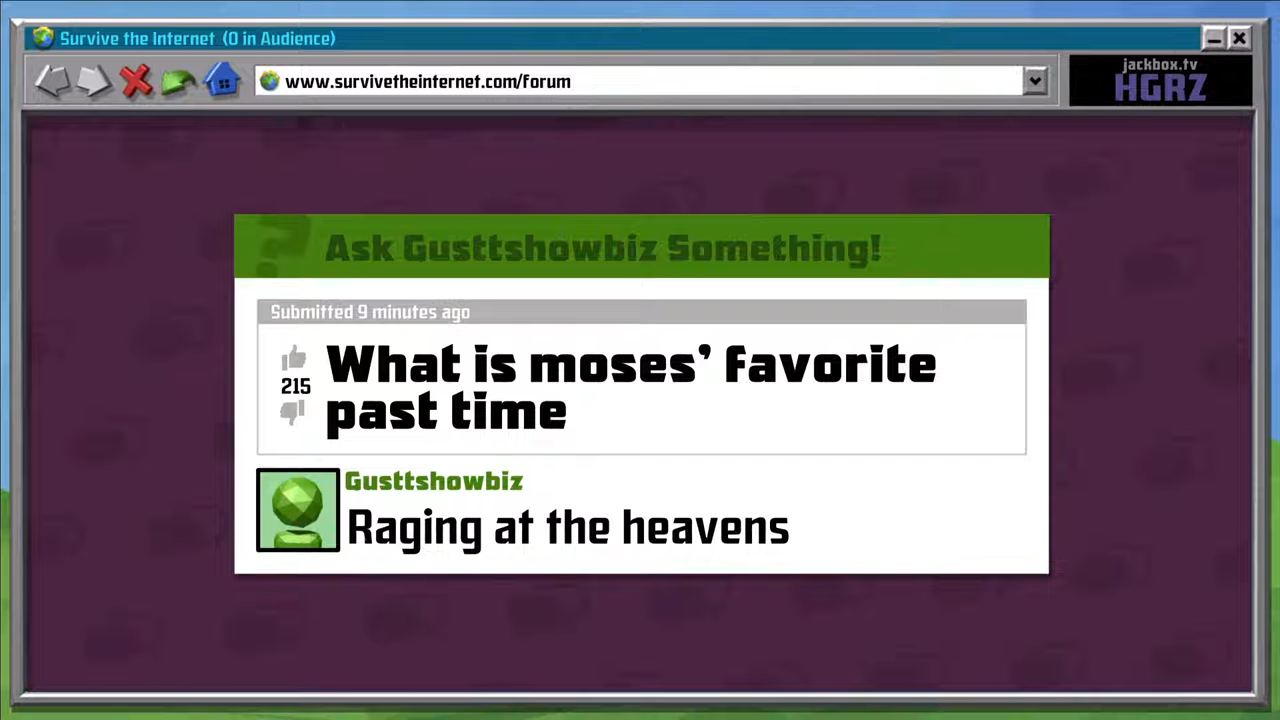 Survive the Internet (0 in Audience)
www.survivetheinternet.com/forum
jackbox.tv
HGRZ
Ask Gusttshowbiz Something!
Submitted 9 minutes ago
215
What is moses’ favorite
past time
Gusttshowbiz
Raging at the heavens